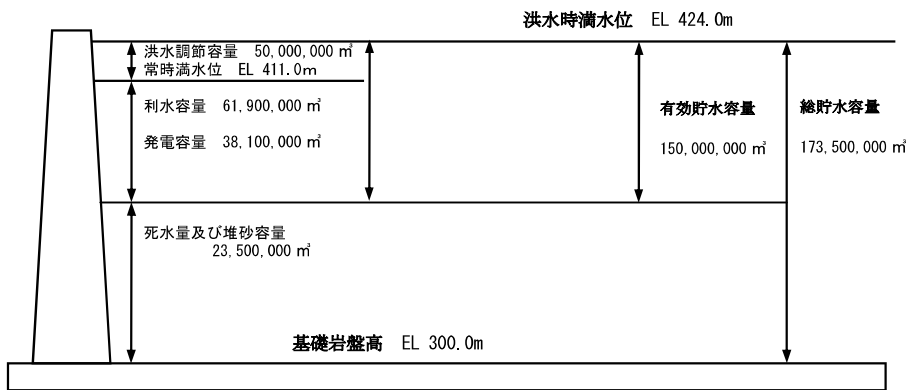 洪水時満水位 EL 424.0m
洪水調節容量 50,000,000 ㎥
常時満水位 EL 411.0m
利水容量 61,900,000 ㎥
発電容量 38,100,000 ㎥
有効貯水容量
150,000,000 ㎥
総貯水容量
173,500,000 ㎥
死水量及び堆砂容量
23,500,000 ㎥
基礎岩盤高 EL 300.0m